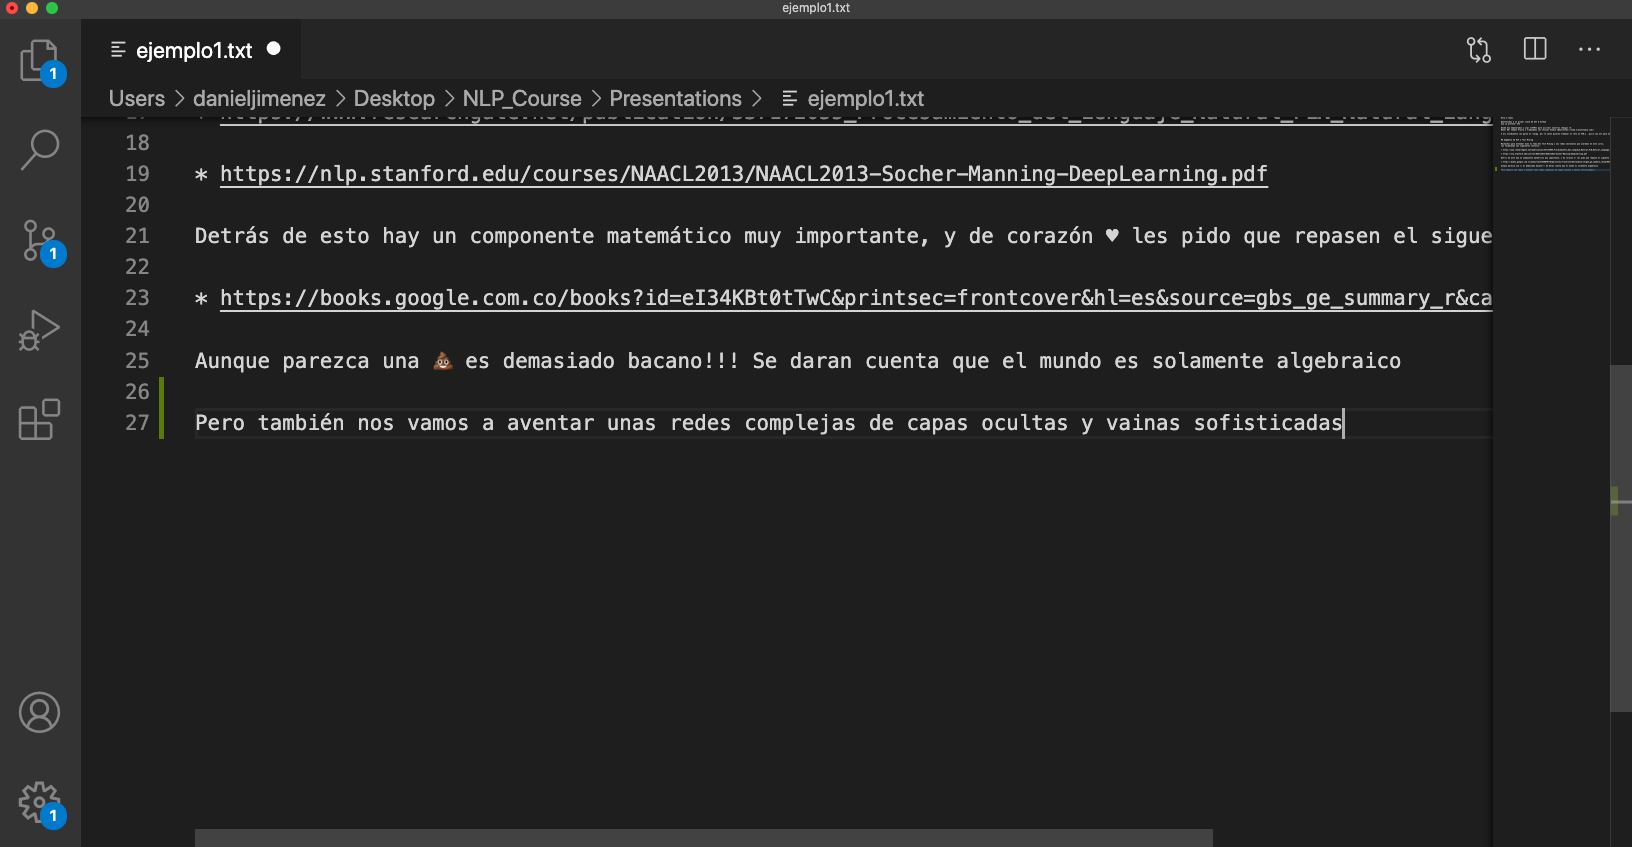 ejemplo1.txt
ejemplo1.txt
Users > danieljimenez > Desktop > NLP_Course > Presentations > ejemplo1.txt
18
19 * https://nlp.stanford.edu/courses/NAACL2013/NAACL2013-Socher-Manning-DeepLearning.pdf
20
21 Detrás de esto hay un componente matemático muy importante, y de corazón ♥ les pido que repasen el sigue
22
23 * https://books.google.com.co/books?id=eI34KBt0tTwC&printsec=frontcover&hl=es&source=gbs_ge_summary_r&ca
24
25 Aunque parezca una 💩 es demasiado bacano!!! Se daran cuenta que el mundo es solamente algebraico
26
27 Pero también nos vamos a aventar unas redes complejas de capas ocultas y vainas sofisticadas
1
1
1